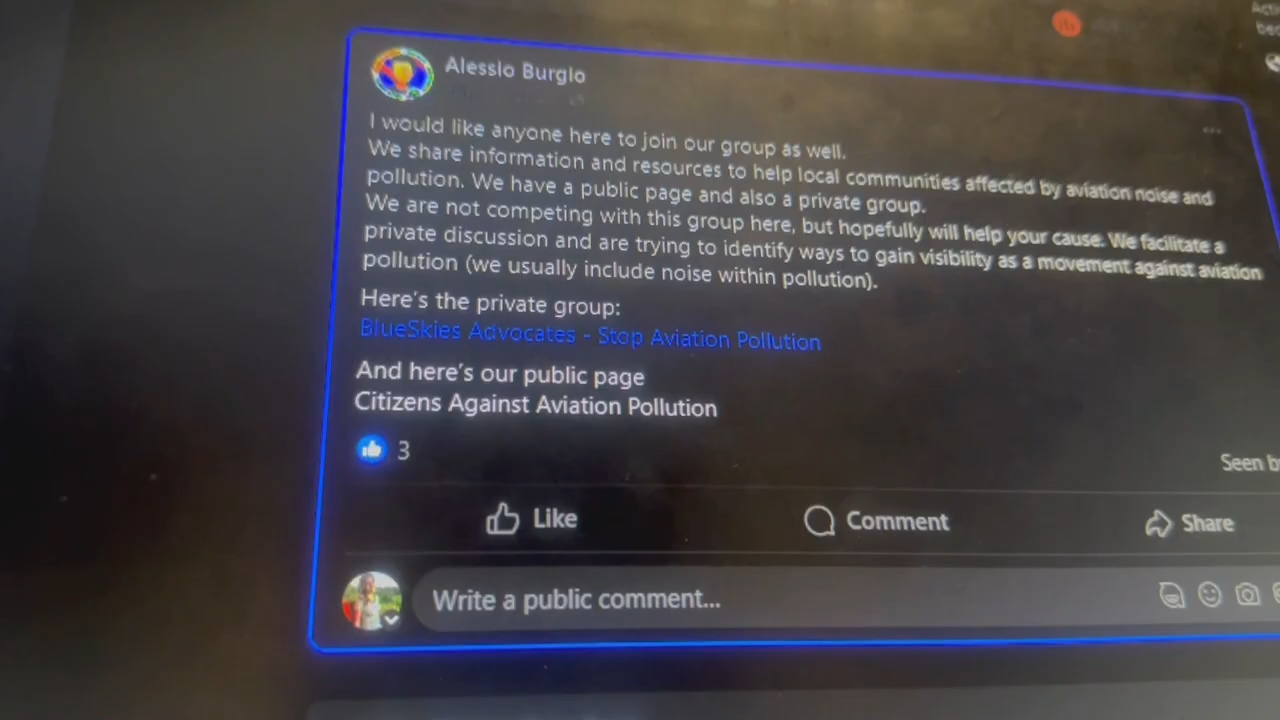 Alessio Burgio
I would like anyone here to join our group as well.
We share information and resources to help local communities affected by aviation noise and
pollution. We have a public page and also a private group.
We are not competing with this group here, but hopefully will help your cause. We facilitate a
private discussion and are trying to identify ways to gain visibility as a movement against aviation
pollution (we usually include noise within pollution).
Here's the private group:
BlueSkies Advocates - Stop Aviation Pollution
And here's our public page
Citizens Against Aviation Pollution
3
Seen by
Like
Comment
Share
Write a public comment...